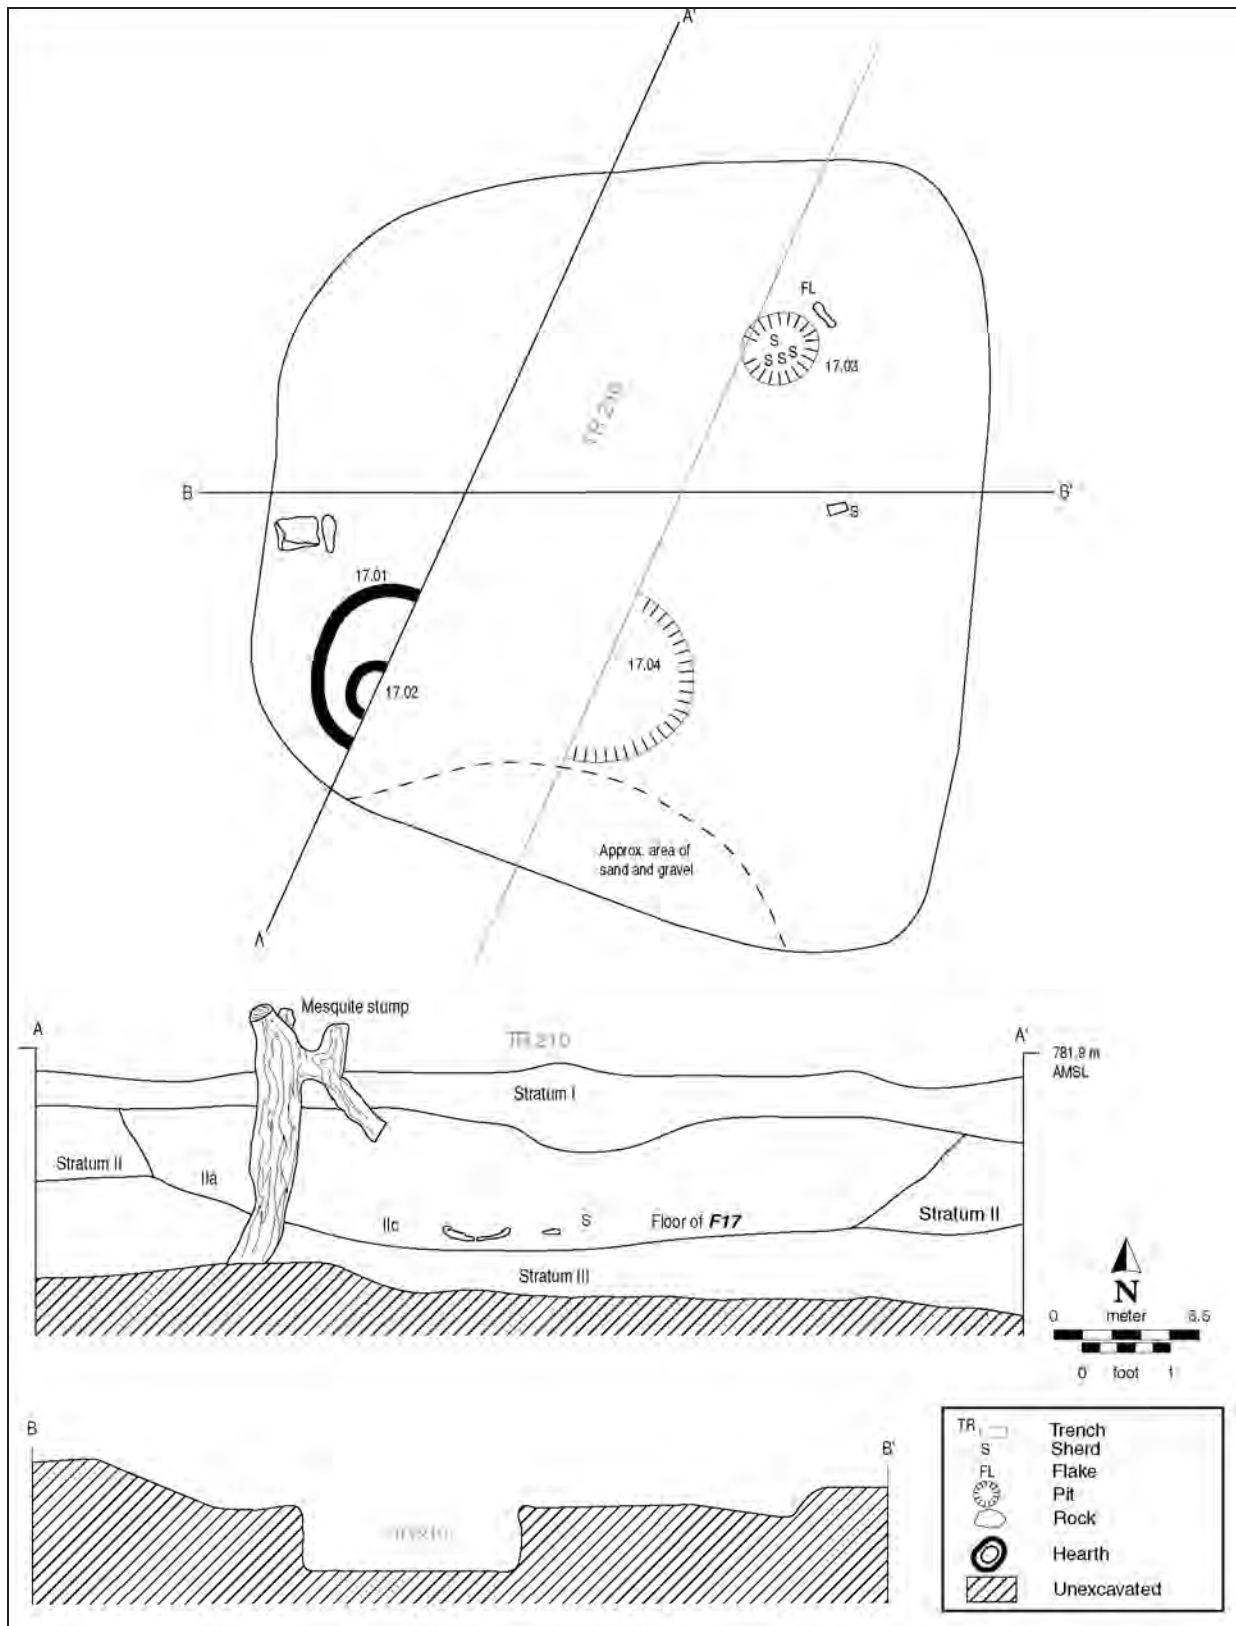 A'
FL
S
S S S
17.03
TR 210
B
B'
S
17.01
17.04
17.02
Approx. area of
sand and gravel
A
Mesquite stump
A
TR 210
A'
781.9 m
AMSL
Stratum I
Stratum II
IIa
IIc
S
Floor of F17
Stratum II
Stratum III
N
0 meter 0.5
0 foot 1
B
B'
TR Trench
S Sherd
FL Flake
Pit
Rock
Hearth
Unexcavated